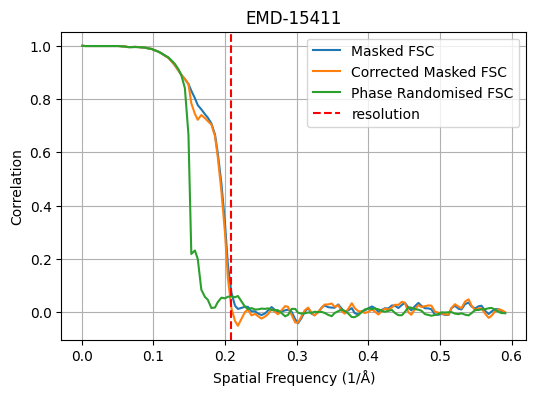 EMD-15411
Masked FSC
Corrected Masked FSC
Phase Randomised FSC
resolution
Correlation
1.0
0.8
0.6
0.4
0.2
0.0
0.0 0.1 0.2 0.3 0.4 0.5 0.6
Spatial Frequency (1/Å)